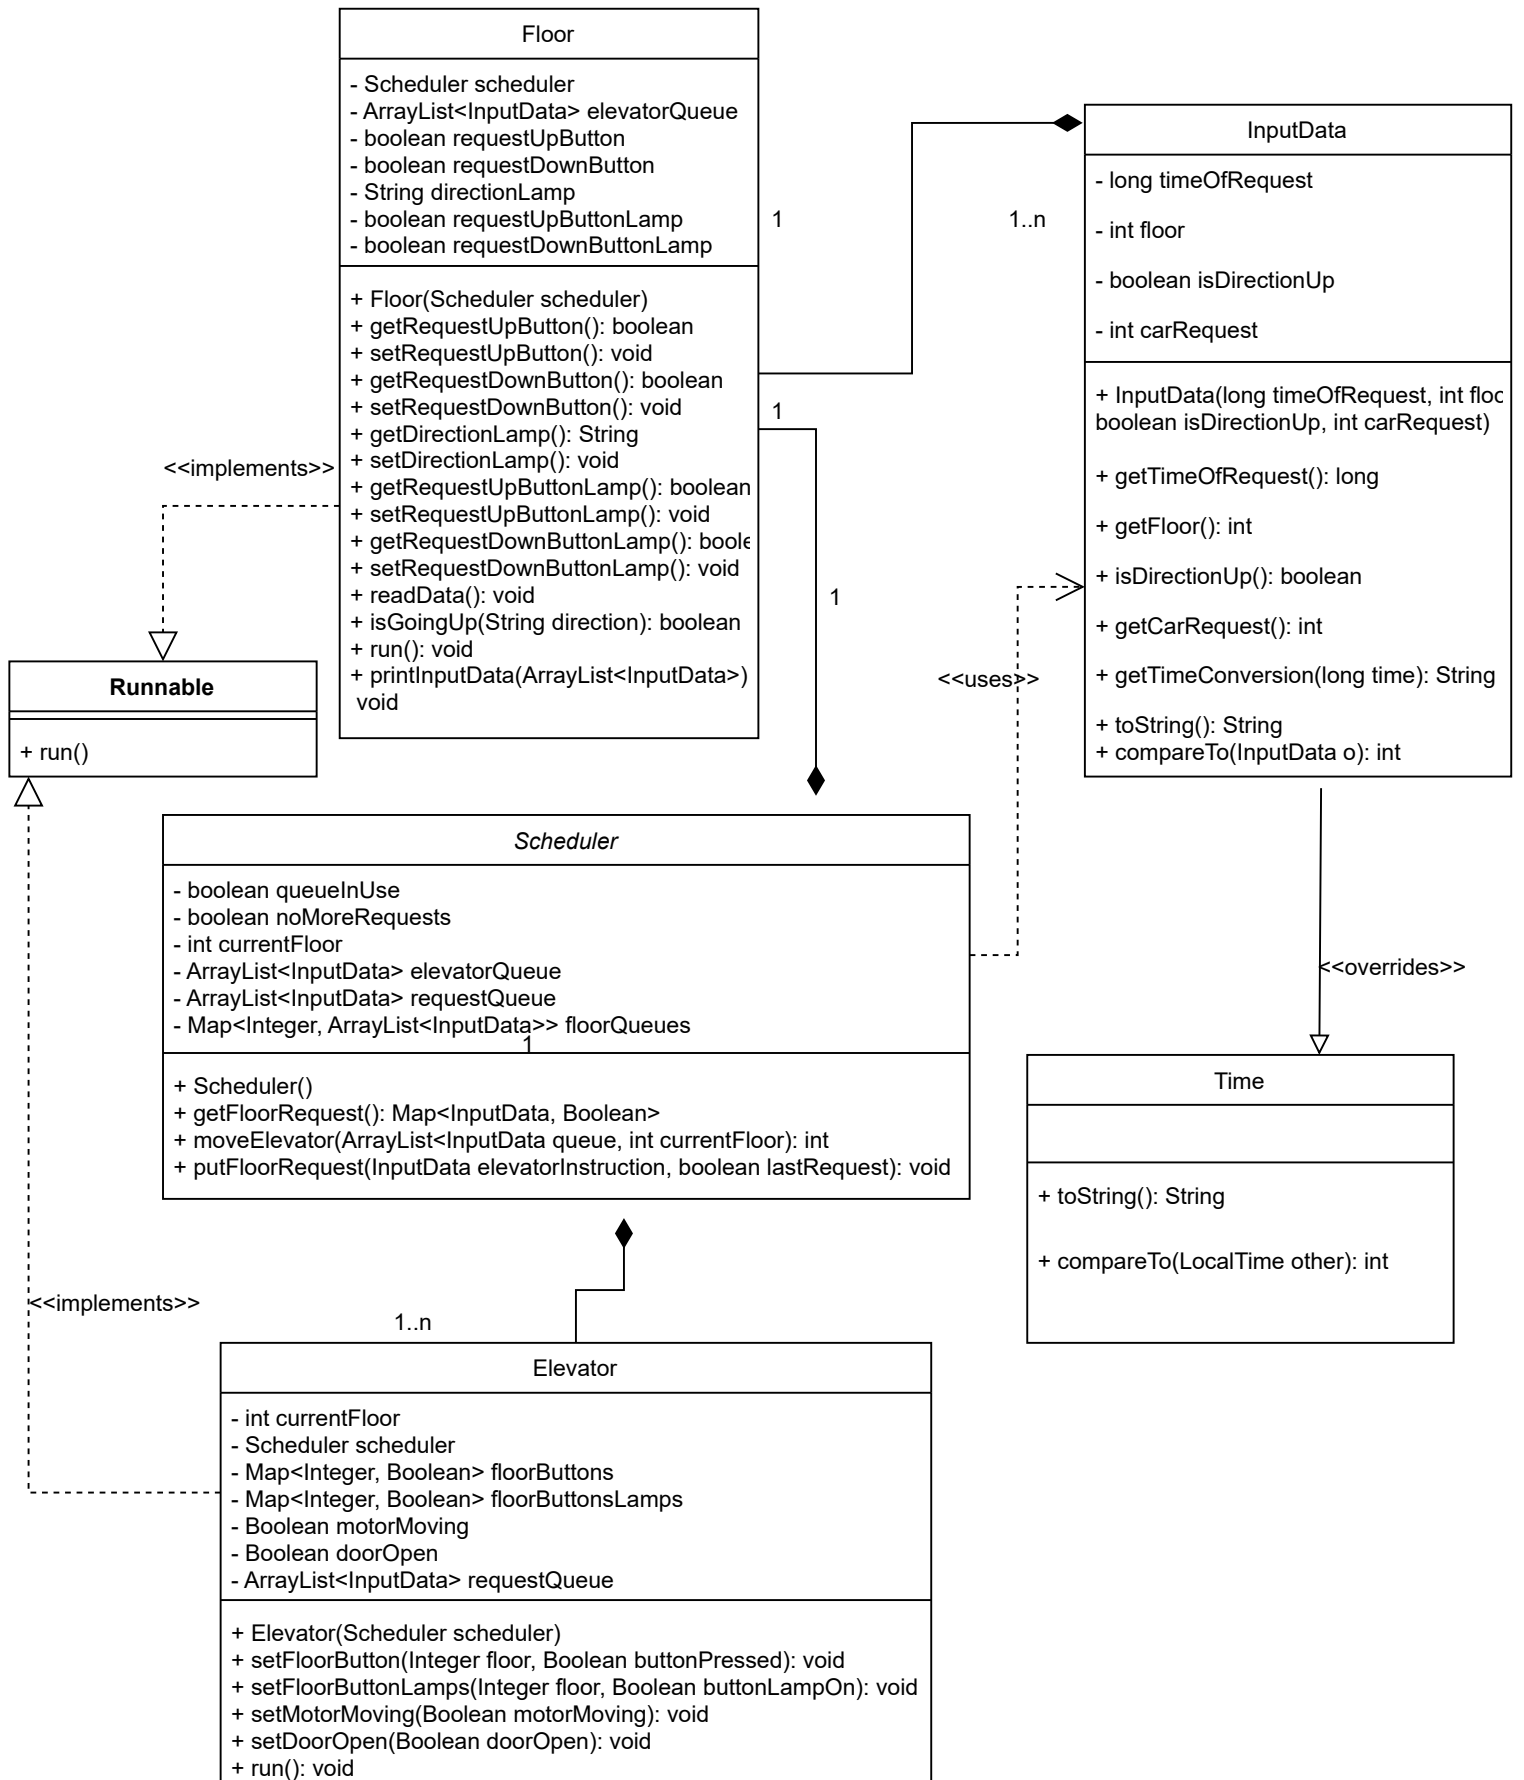 Floor
- Scheduler scheduler
- ArrayList<InputData> elevatorQueue
- boolean requestUpButton
- boolean requestDownButton
- String directionLamp
- boolean requestUpButtonLamp
- boolean requestDownButtonLamp
+ Floor(Scheduler scheduler)
+ getRequestUpButton(): boolean
+ setRequestUpButton(): void
+ getRequestDownButton(): boolean
+ setRequestDownButton(): void
+ getDirectionLamp(): String
+ setDirectionLamp(): void
+ getRequestUpButtonLamp(): boolean
+ setRequestUpButtonLamp(): void
+ getRequestDownButtonLamp(): boole
+ setRequestDownButtonLamp(): void
+ readData(): void
+ isGoingUp(String direction): boolean
+ run(): void
+ printInputData(ArrayList<InputData>)
void
1
1..n
1
1
InputData
- long timeOfRequest
- int floor
- boolean isDirectionUp
- int carRequest
+ InputData(long timeOfRequest, int floo
boolean isDirectionUp, int carRequest)
+ getTimeOfRequest(): long
+ getFloor(): int
+ isDirectionUp(): boolean
+ getCarRequest(): int
+ getTimeConversion(long time): String
+ toString(): String
+ compareTo(InputData o): int
<<implements>>
Runnable
+ run()
<<uses>>
Scheduler
- boolean queueInUse
- boolean noMoreRequests
- int currentFloor
- ArrayList<InputData> elevatorQueue
- ArrayList<InputData> requestQueue
- Map<Integer, ArrayList<InputData>> floorQueues
1
+ Scheduler()
+ getFloorRequest(): Map<InputData, Boolean>
+ moveElevator(ArrayList<InputData queue, int currentFloor): int
+ putFloorRequest(InputData elevatorInstruction, boolean lastRequest): void
<<overrides>>
Time
+ toString(): String
+ compareTo(LocalTime other): int
<<implements>>
1..n
Elevator
- int currentFloor
- Scheduler scheduler
- Map<Integer, Boolean> floorButtons
- Map<Integer, Boolean> floorButtonsLamps
- Boolean motorMoving
- Boolean doorOpen
- ArrayList<InputData> requestQueue
+ Elevator(Scheduler scheduler)
+ setFloorButton(Integer floor, Boolean buttonPressed): void
+ setFloorButtonLamps(Integer floor, Boolean buttonLampOn): void
+ setMotorMoving(Boolean motorMoving): void
+ setDoorOpen(Boolean doorOpen): void
+ run(): void